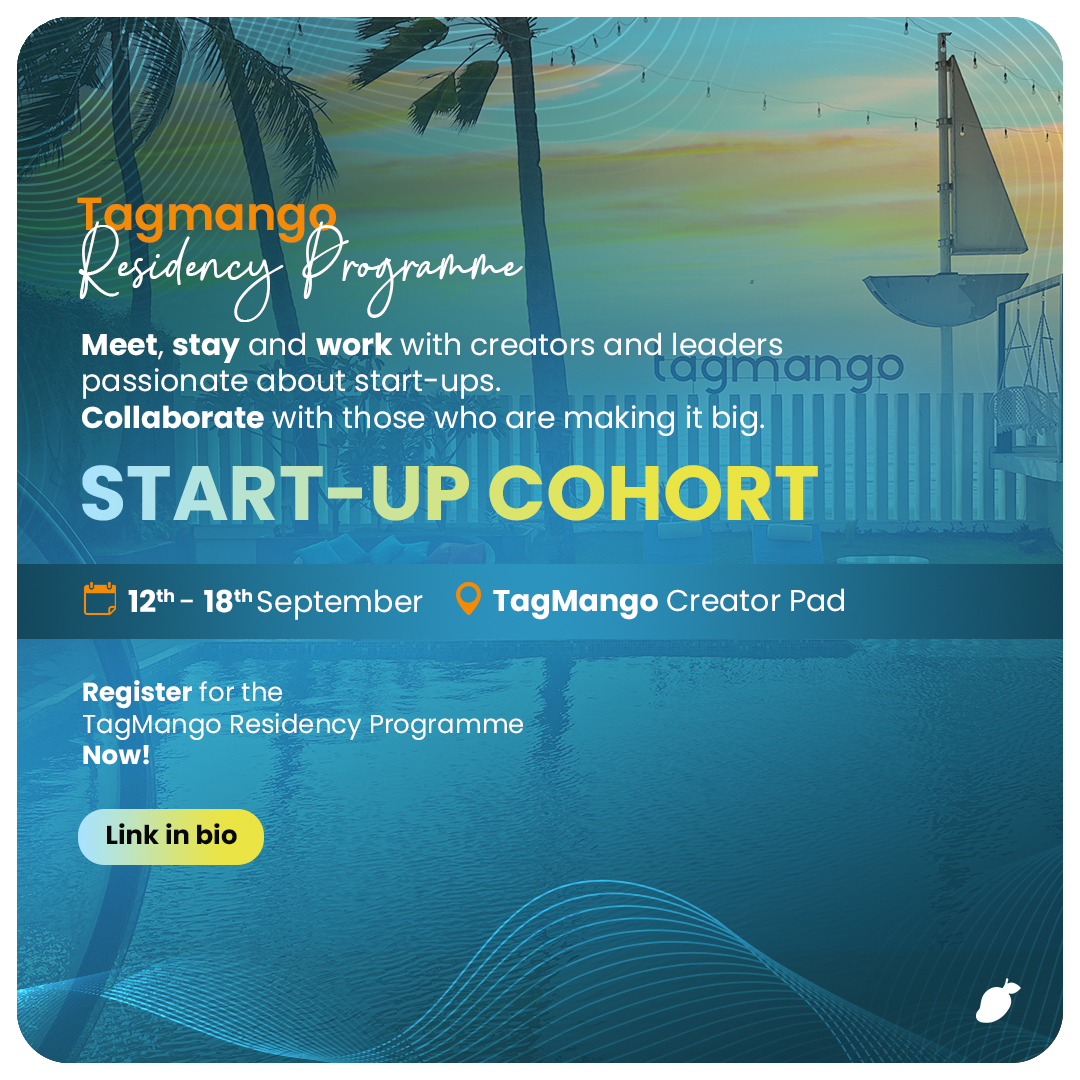 Tagmango
Residency Programme
Meet, stay and work with creators and leaders
passionate about start-ups.
tagmango
Collaborate with those who are making it big.
START-UP COHORT
12th - 18th September TagMango Creator Pad
Register for the
TagMango Residency Programme
Now!
Link in bio